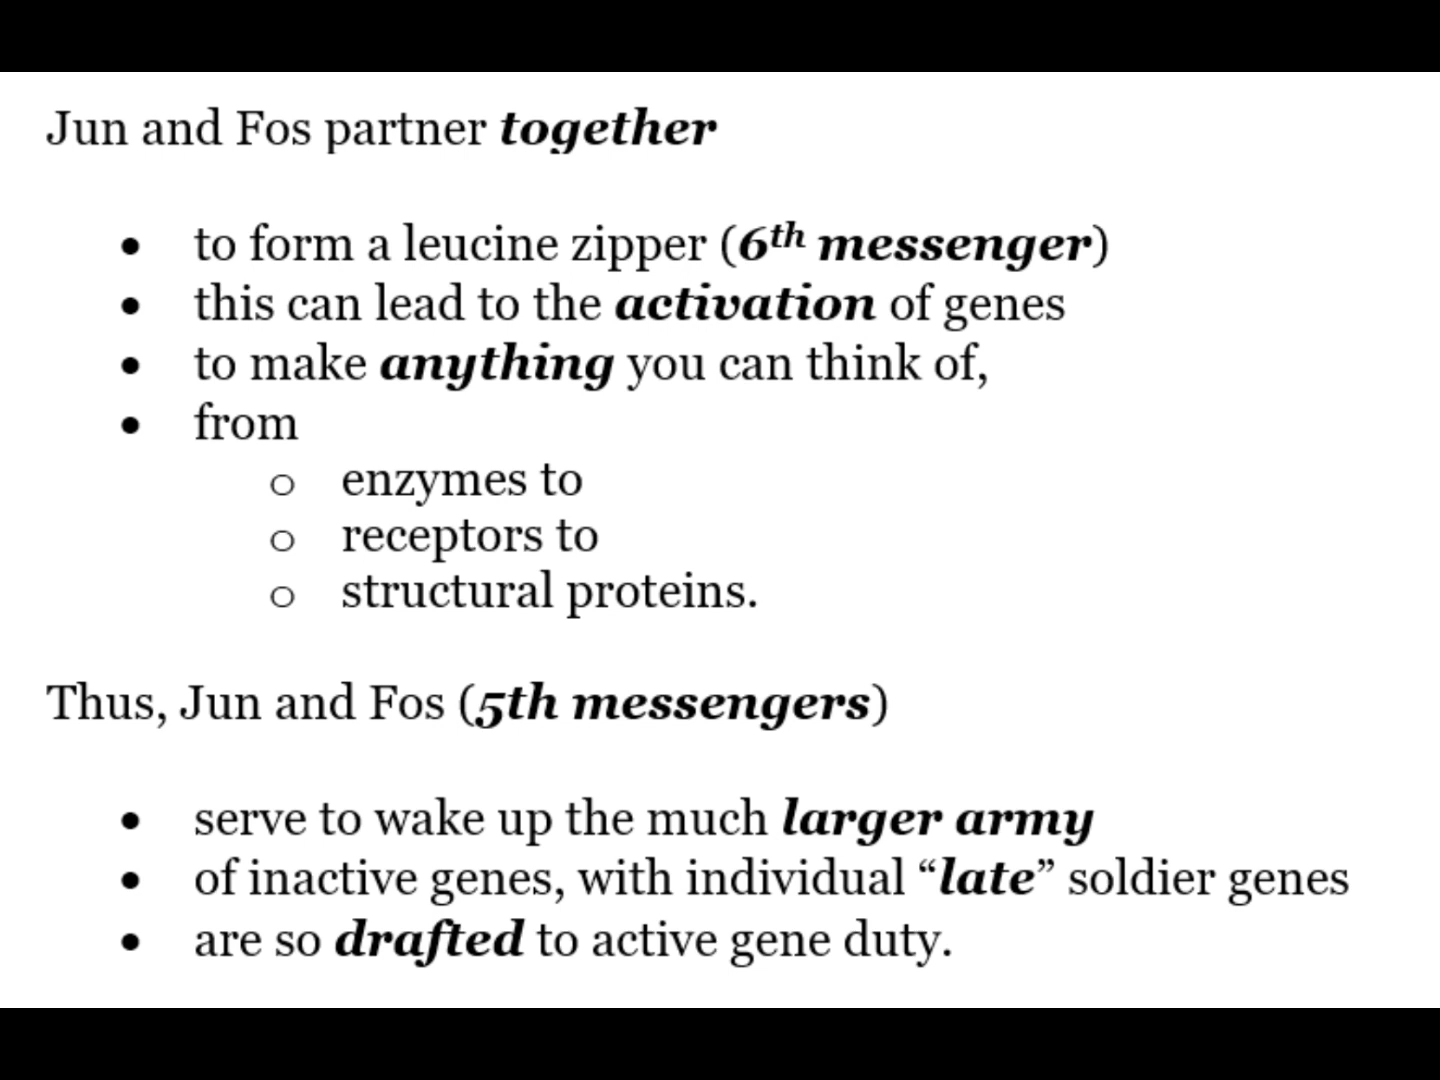 Jun and Fos partner together
• to form a leucine zipper (6th messenger)
• this can lead to the activation of genes
• to make anything you can think of,
• from
o enzymes to
o receptors to
o structural proteins.
Thus, Jun and Fos (5th messengers)
• serve to wake up the much larger army
• of inactive genes, with individual “late” soldier genes
• are so drafted to active gene duty.